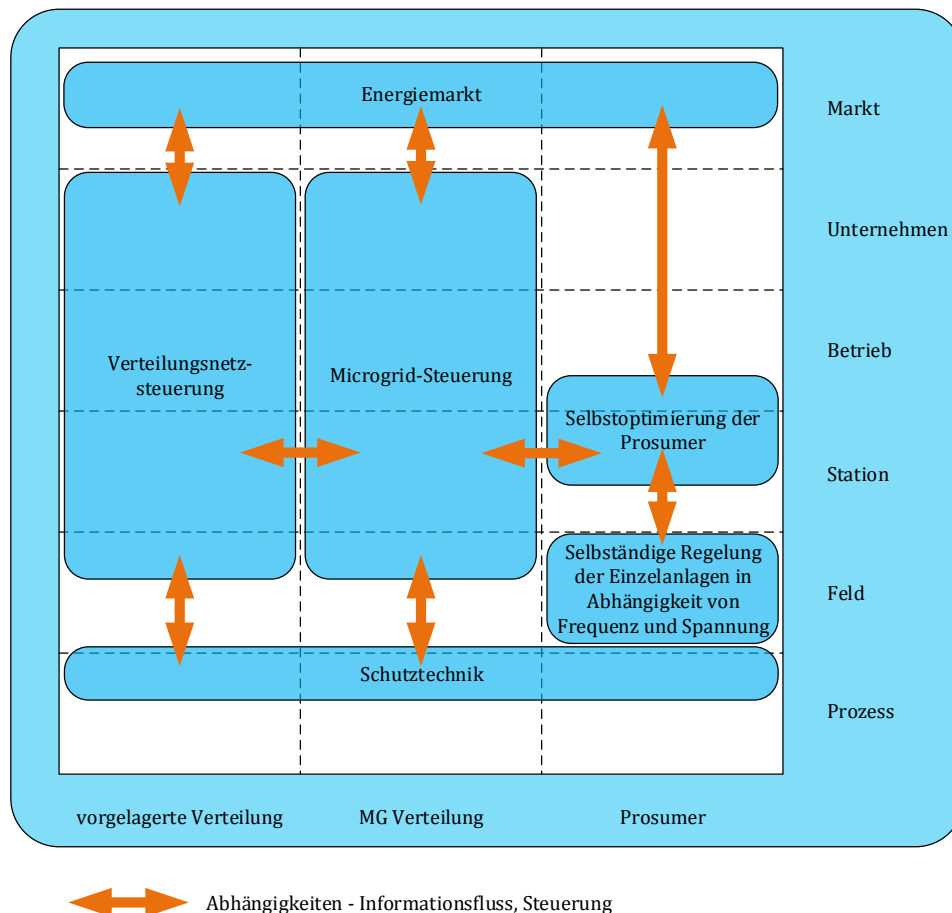 Energiemarkt
Markt
Unternehmen
Verteilungsnetz-
steuerung
Microgrid-Steuerung
Betrieb
Selbstoptimierung der
Prosumer
Station
Selbständige Regelung
der Einzelanlagen in
Abhängigkeit von
Frequenz und Spannung
Feld
Schutztechnik
Prozess
vorgelagerte Verteilung
MG Verteilung
Prosumer
Abhängigkeiten - Informationsfluss, Steuerung